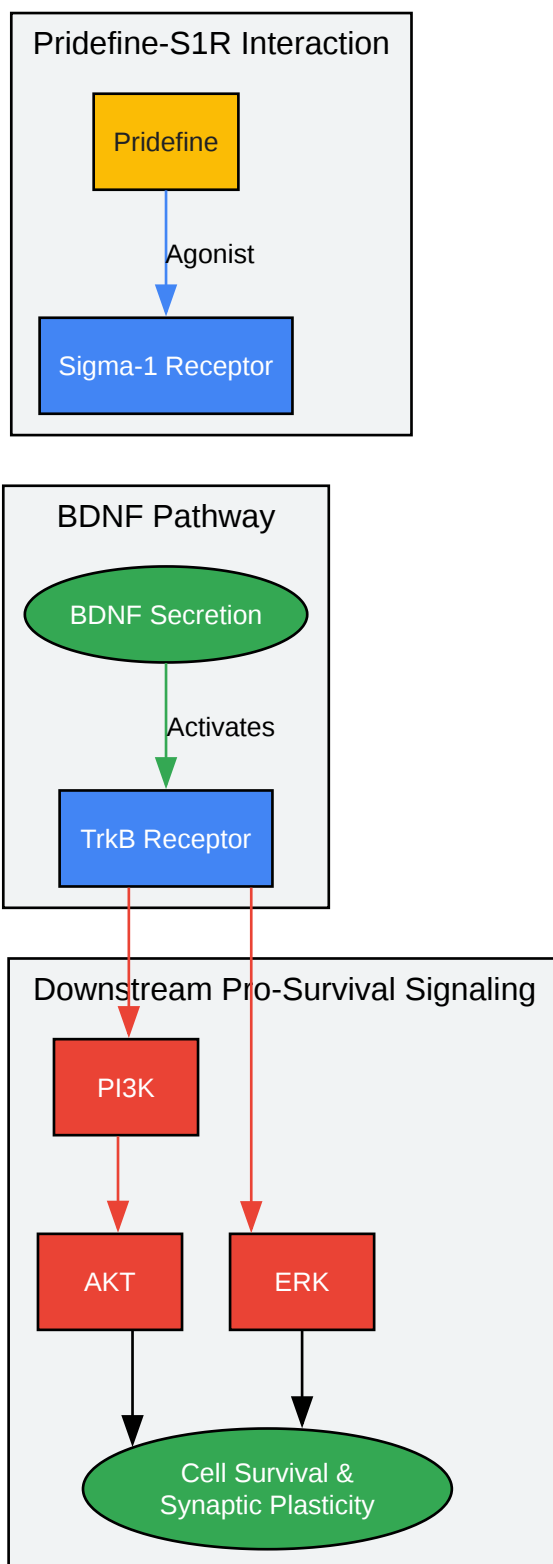 Pridefine-S1R Interaction
Pridefine
Agonist
Sigma-1 Receptor
BDNF Pathway
BDNF Secretion
Activates
TrkB Receptor
Downstream Pro-Survival Signaling
PI3K
AKT
ERK
Cell Survival &
Synaptic Plasticity